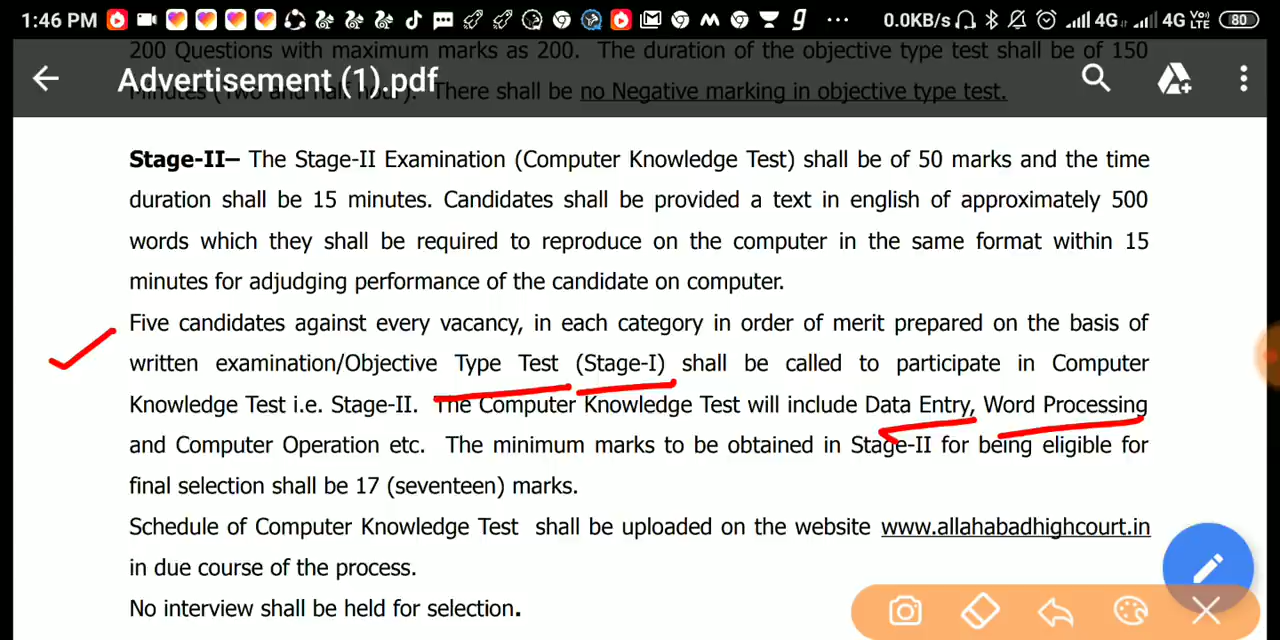 1:46 PM ... 0.0KB/s 4G 4G Vo) LTE 80
200 Questions with maximum marks as 200. The duration of the objective type test shall be of 150
Advertisement (1).pdf
Minutes (Two and half hour). There shall be no Negative marking in objective type test.
Stage-II– The Stage-II Examination (Computer Knowledge Test) shall be of 50 marks and the time
duration shall be 15 minutes. Candidates shall be provided a text in english of approximately 500
words which they shall be required to reproduce on the computer in the same format within 15
minutes for adjudging performance of the candidate on computer.
Five candidates against every vacancy, in each category in order of merit prepared on the basis of
written examination/Objective Type Test (Stage-I) shall be called to participate in Computer
Knowledge Test i.e. Stage-II. The Computer Knowledge Test will include Data Entry, Word Processing
and Computer Operation etc. The minimum marks to be obtained in Stage-II for being eligible for
final selection shall be 17 (seventeen) marks.
Schedule of Computer Knowledge Test shall be uploaded on the website www.allahabadhighcourt.in
in due course of the process.
No interview shall be held for selection.